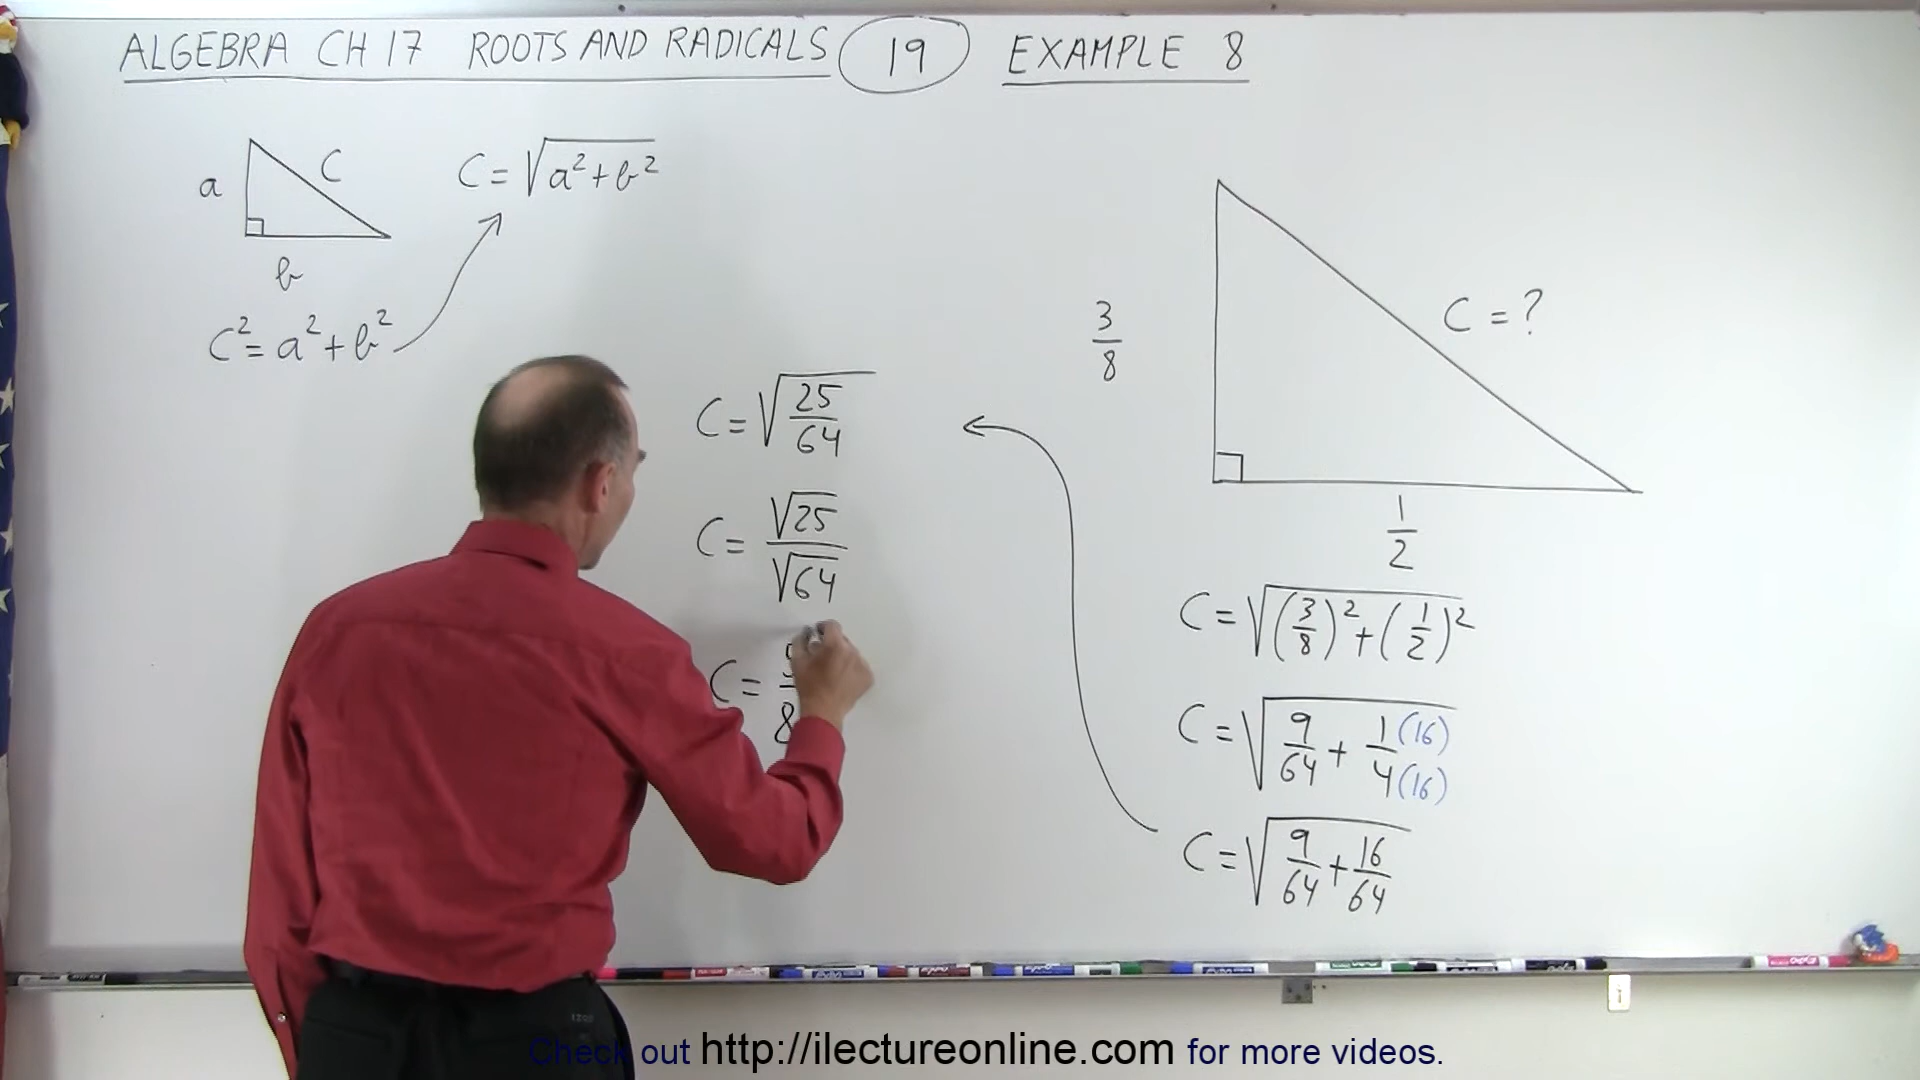 ALGEBRA CH 17 ROOTS AND RADICALS 19 EXAMPLE 8
a
C
b
C = √a²+b²
C² = a²+b²
C = √25/64
C = √25/√64
C = 5/8
3/8
C = ?
1/2
C = √(3/8)²+(1/2)²
C = √9/64 + 1(16)/4(16)
C = √9/64 + 16/64
Check out http://ilectureonline.com for more videos.